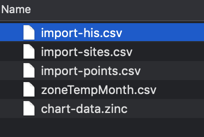 Name
import-his.csv
import-sites.csv
import-points.csv
zoneTempMonth.csv
chart-data.zinc